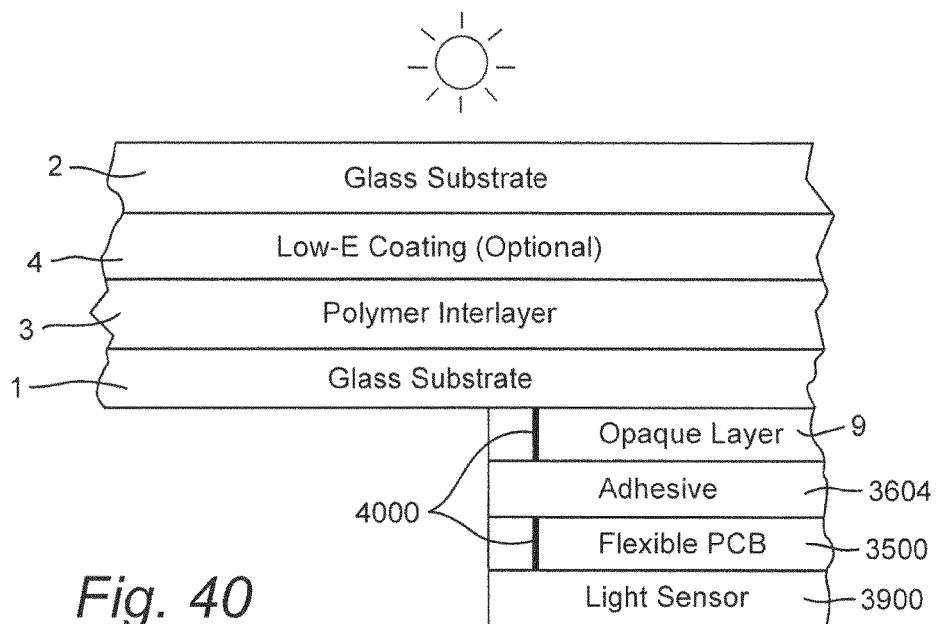 2
Glass Substrate
4
Low-E Coating (Optional)
3
Polymer Interlayer
1
Glass Substrate
Opaque Layer
9
4000
Adhesive
3604
Flexible PCB
3500
Light Sensor
3900
Fig. 40